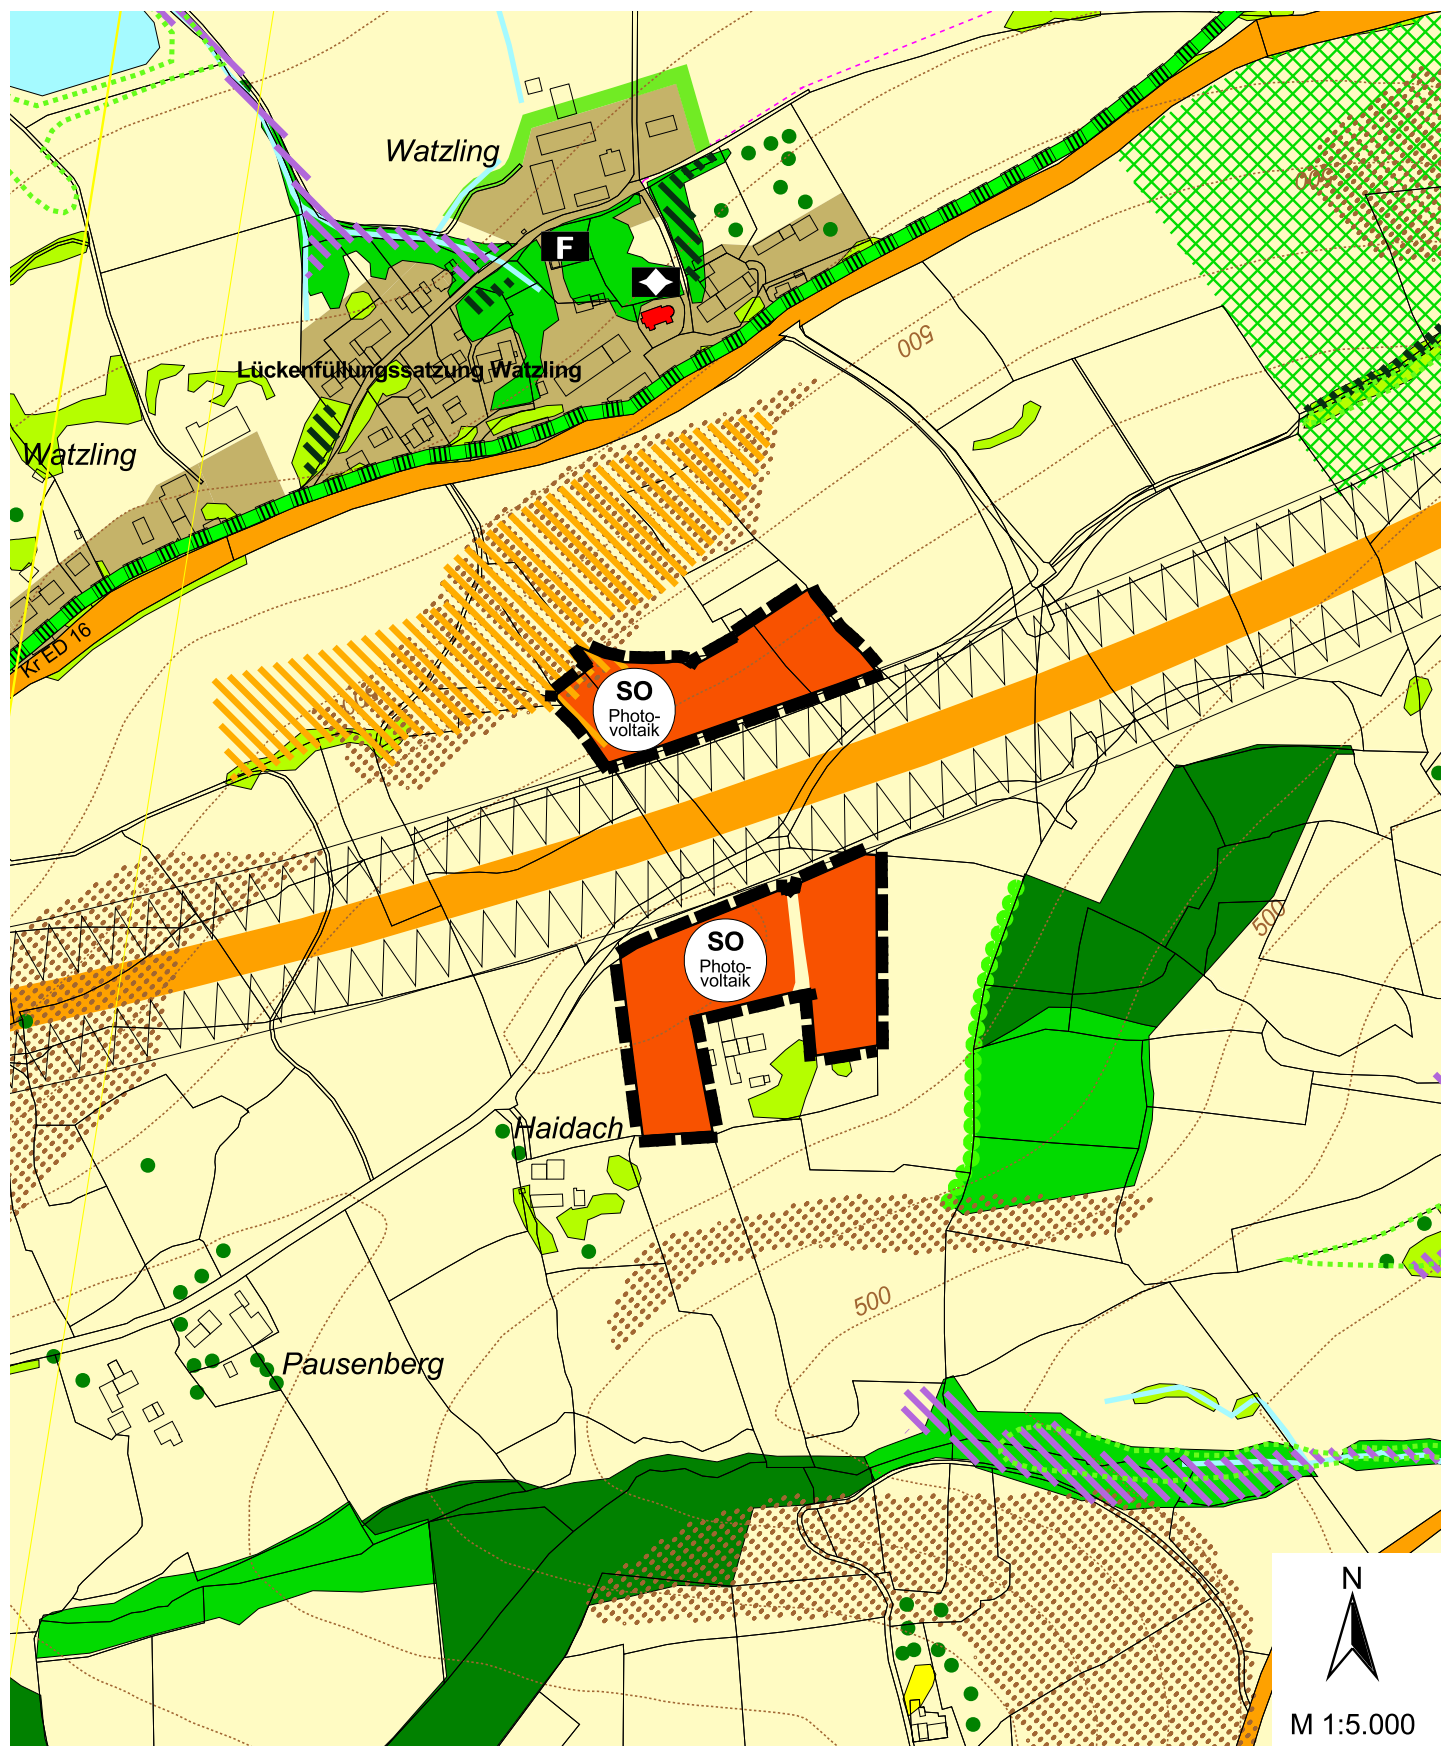 Watzling
500
F
500
Lückenfüllungssatzung Watzling
Watzling
Kr ED 16
SO
Photo-
voltaik
500
SO
Photo-
voltaik
Haidach
500
Pausenberg
N
M 1:5.000